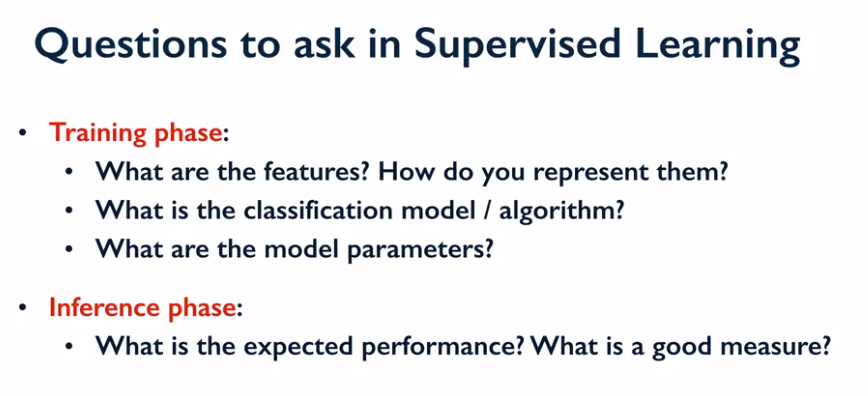 Questions to ask in Supervised Learning
• Training phase:
• What are the features? How do you represent them?
• What is the classification model / algorithm?
• What are the model parameters?
• Inference phase:
• What is the expected performance? What is a good measure?